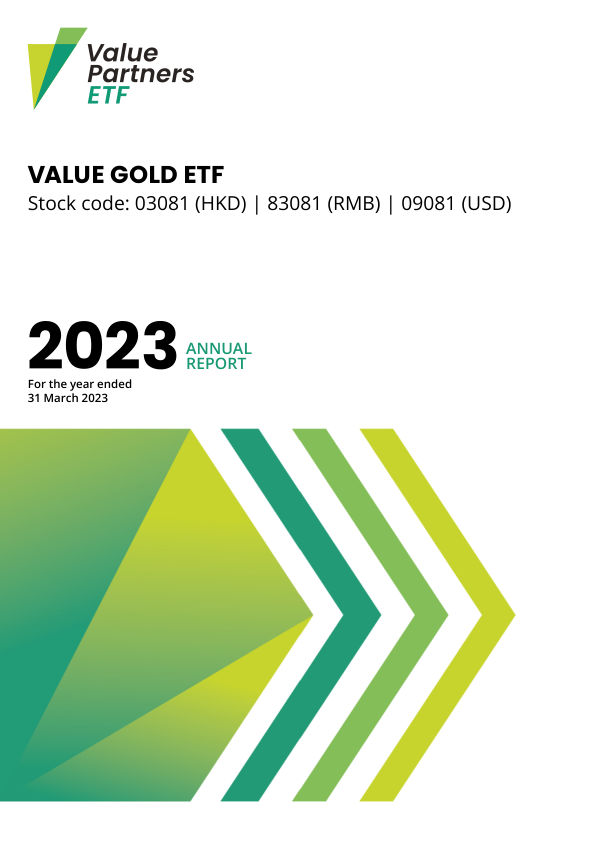 Value
Partners
ETF
VALUE GOLD ETF
Stock code: 03081 (HKD) | 83081 (RMB) | 09081 (USD)
2023 ANNUAL
REPORT
For the year ended
31 March 2023